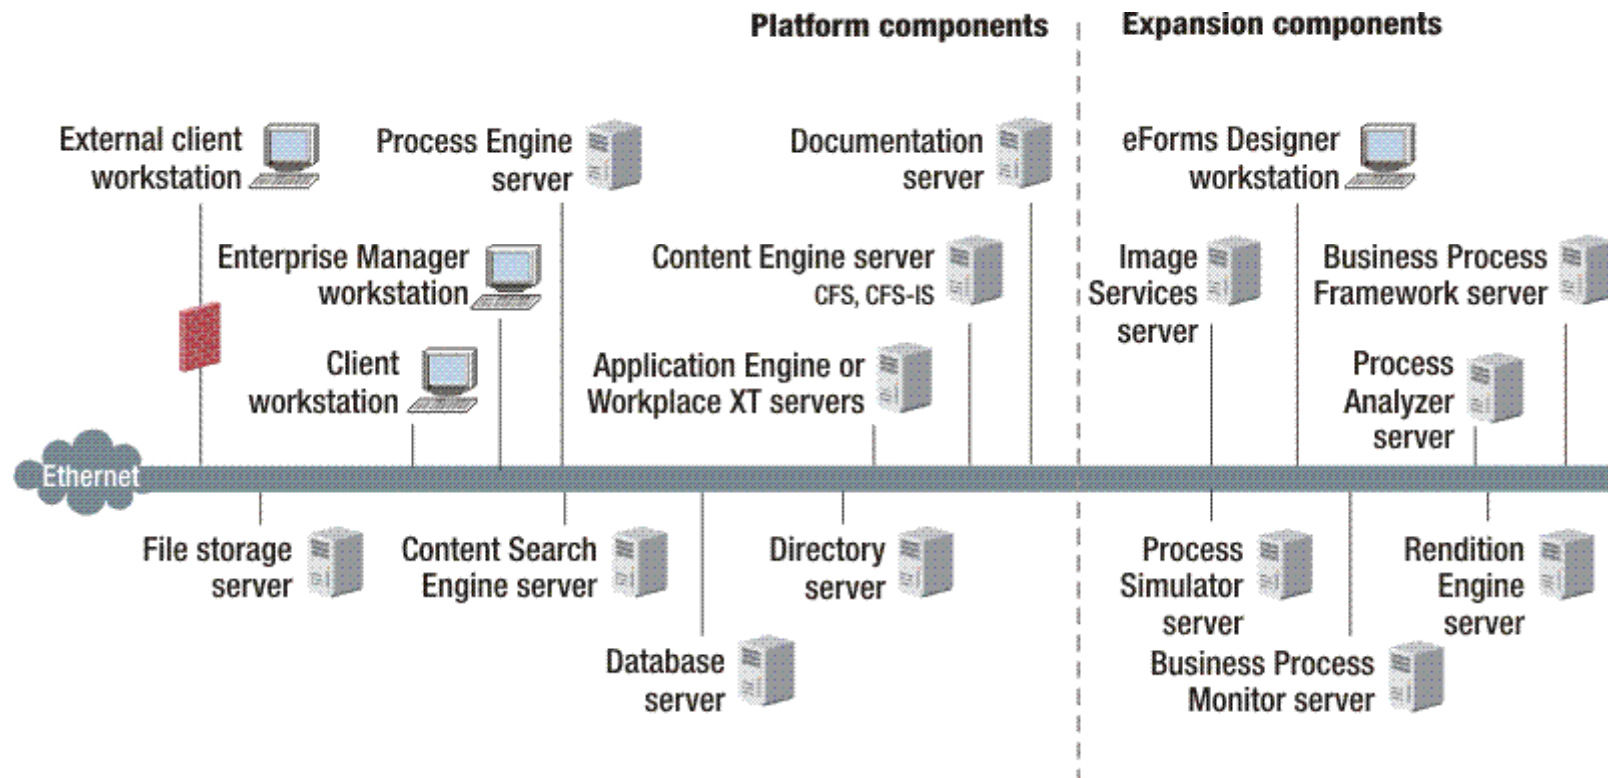 Platform components
Expansion components
External client
workstation
Process Engine
server
Documentation
server
eForms Designer
workstation
Enterprise Manager
workstation
Content Engine server
CFS, CFS-IS
Image
Services
server
Business Process
Framework server
Client
workstation
Application Engine or
Workplace XT servers
Process
Analyzer
server
Ethernet
File storage
server
Content Search
Engine server
Directory
server
Process
Simulator
server
Rendition
Engine
server
Database
server
Business Process
Monitor server